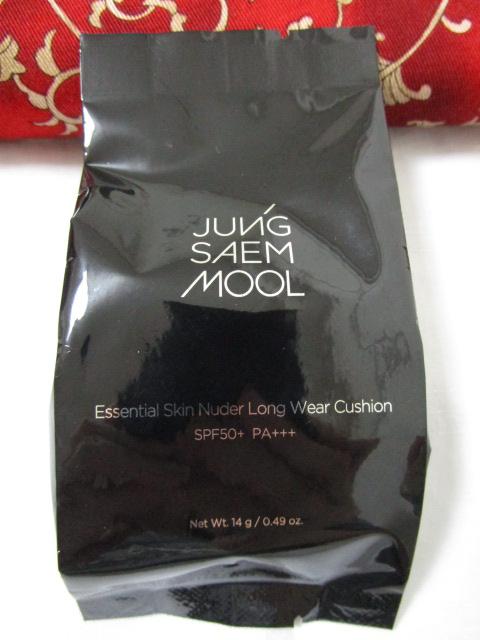 JUNG
SAEM
MOOL
Essential Skin Nuder Long Wear Cushion
SPF50+ PA+++
Net Wt. 14 g / 0.49 oz.